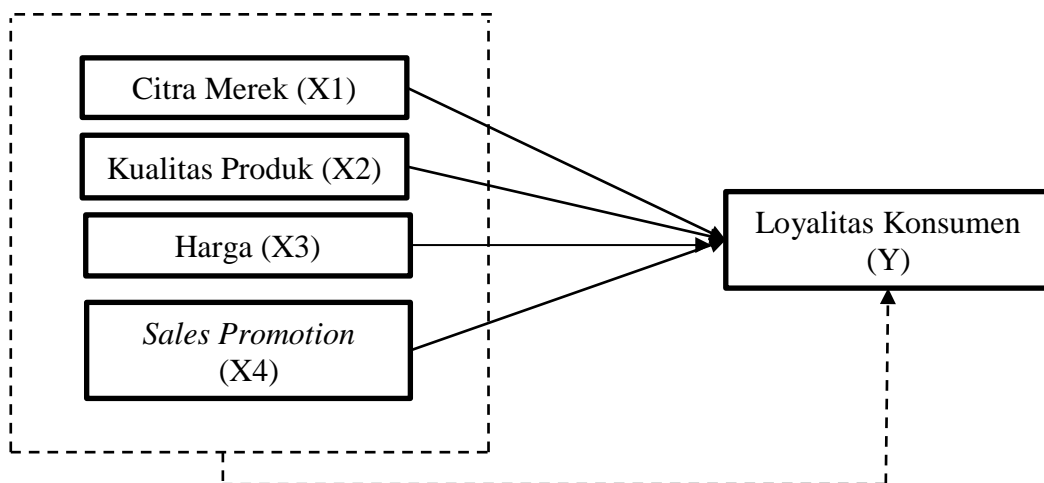 Citra Merek (X1)
Kualitas Produk (X2)
Harga (X3)
Sales Promotion
(X4)
Loyalitas Konsumen
(Y)